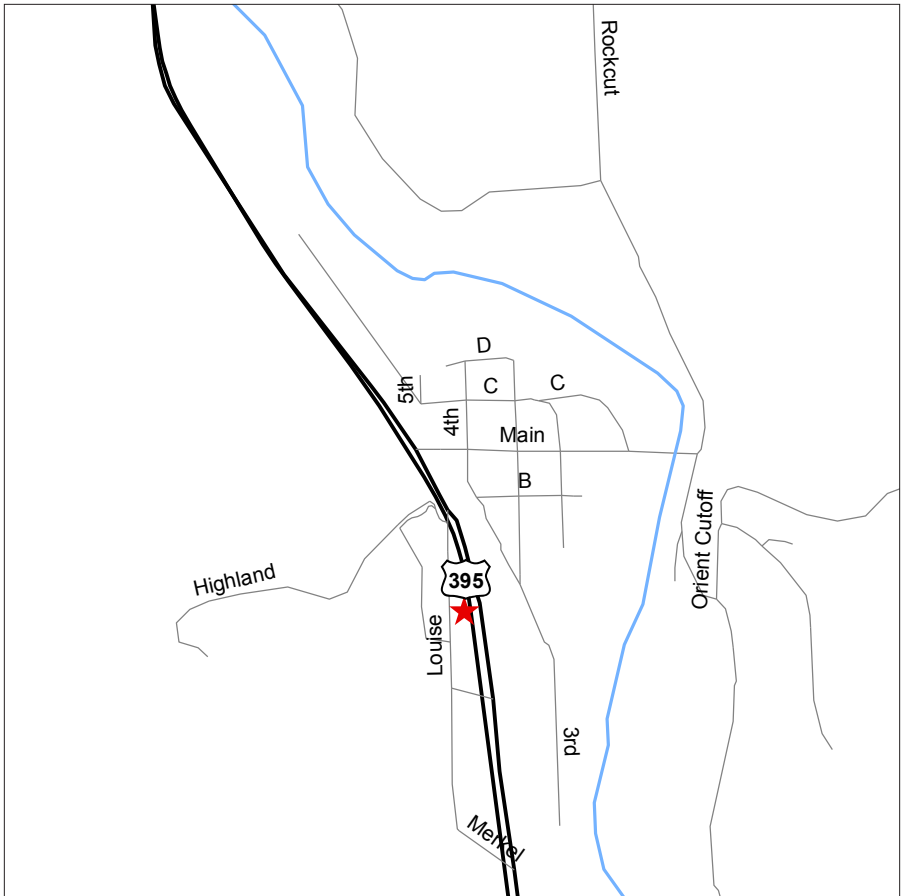 Rockcut
D
5th
C
C
4th
Main
B
Orient Cutoff
395
Highland
Louise
3rd
Merkel